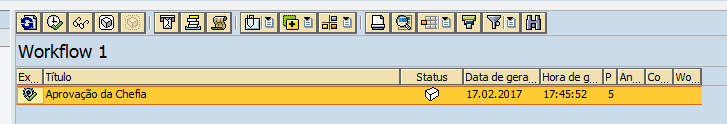 Workflow 1
Ex... Título Status Data de gera... Hora de g... P An... Co... Wo...
Aprovação da Chefia 17.02.2017 17:45:52 5